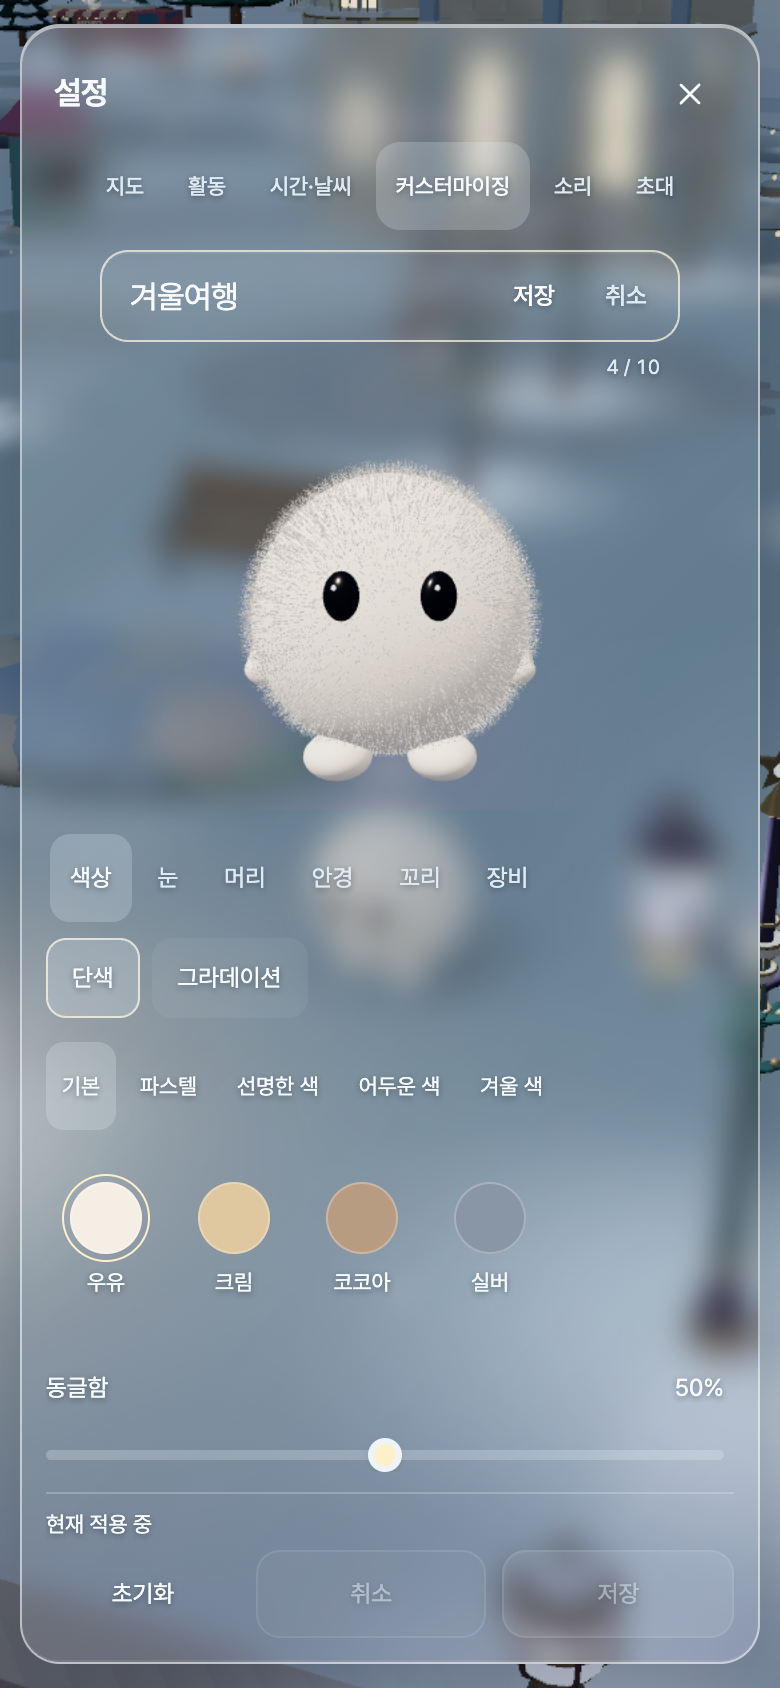 설정
지도 활동 시간·날씨 커스터마이징 소리 초대
겨울여행 저장 취소
4 / 10
색상 눈 머리 안경 꼬리 장비
단색 그라데이션
기본 파스텔 선명한 색 어두운 색 겨울 색
우유 크림 코코아 실버
동글함 50%
현재 적용 중
초기화 취소 저장